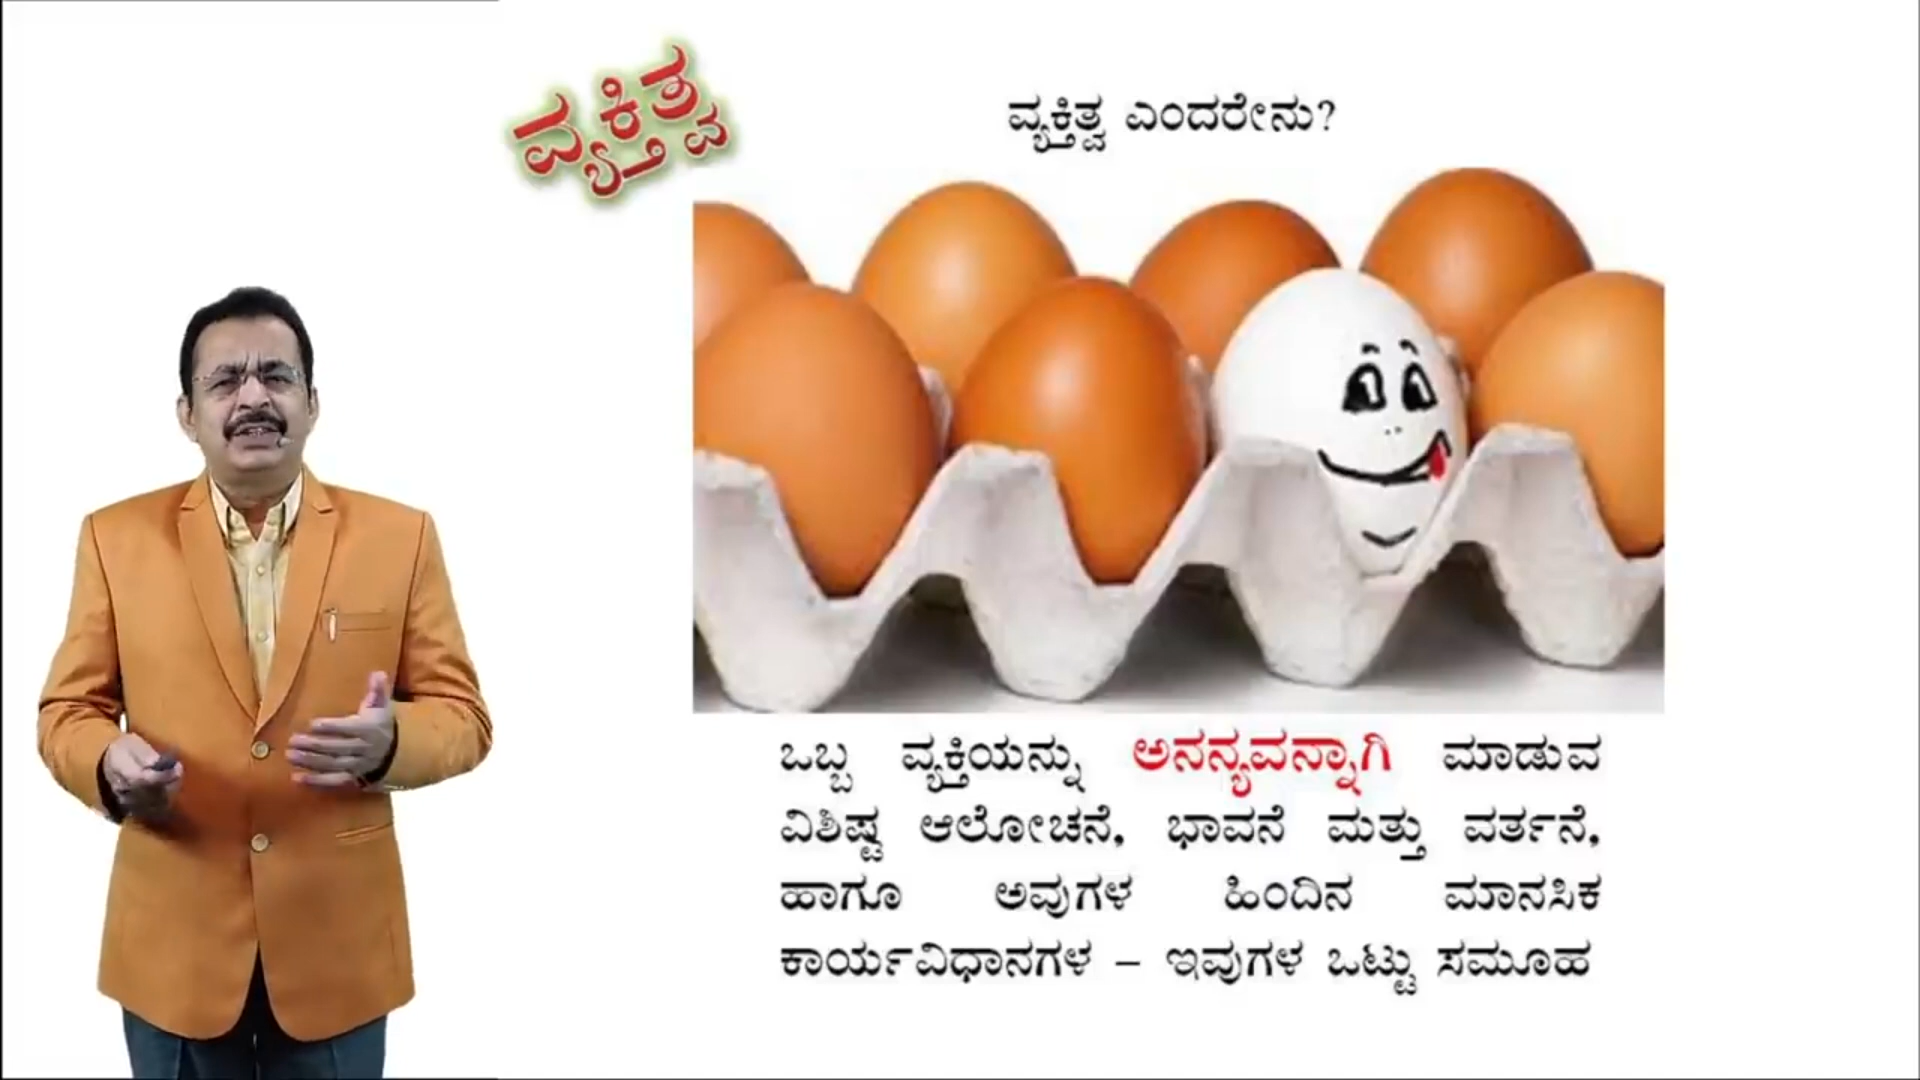 ವ್ಯಕ್ತಿತ್ವ
ವ್ಯಕ್ತಿತ್ವ ಎಂದರೇನು?
ಒಬ್ಬ ವ್ಯಕ್ತಿಯನ್ನು ಅನನ್ಯವನ್ನಾಗಿ ಮಾಡುವ
ವಿಶಿಷ್ಟ ಆಲೋಚನೆ, ಭಾವನೆ ಮತ್ತು ವರ್ತನೆ,
ಹಾಗೂ ಅವುಗಳ ಹಿಂದಿನ ಮಾನಸಿಕ
ಕಾರ್ಯವಿಧಾನಗಳ – ಇವುಗಳ ಒಟ್ಟು ಸಮೂಹ